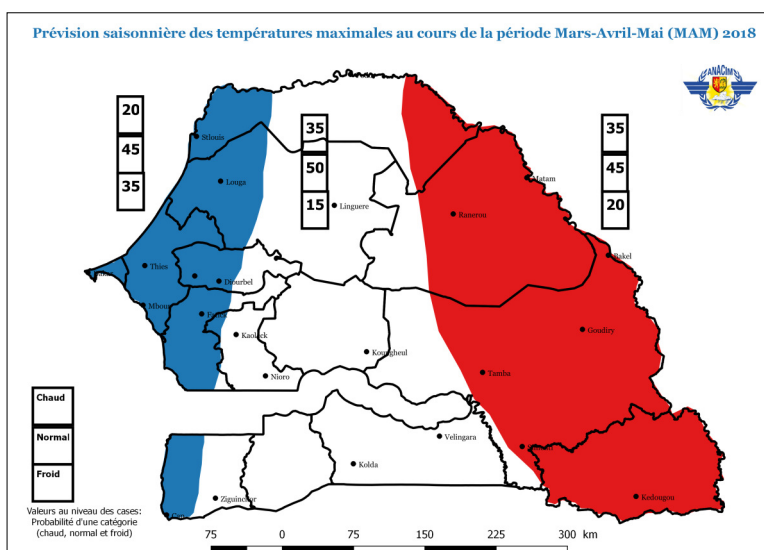 Prévision saisonnière des températures maximales au cours de la période Mars-Avril-Mai (MAM) 2018
ANACIM
20
45
35
35
50
15
35
45
20
Stlouis
Louga
Linguere
Matam
Ranerou
Thies
Diourbel
Bakel
Mbour
Kaolack
Goudiry
Koungheul
Nioro
Tamba
Velingara
Kolda
Ziguinchor
Kedougou
Chaud
Normal
Froid
Valeurs au niveau des cases:
Probabilité d'une catégorie
(chaud, normal et froid)
75 0 75 150 225 300 km